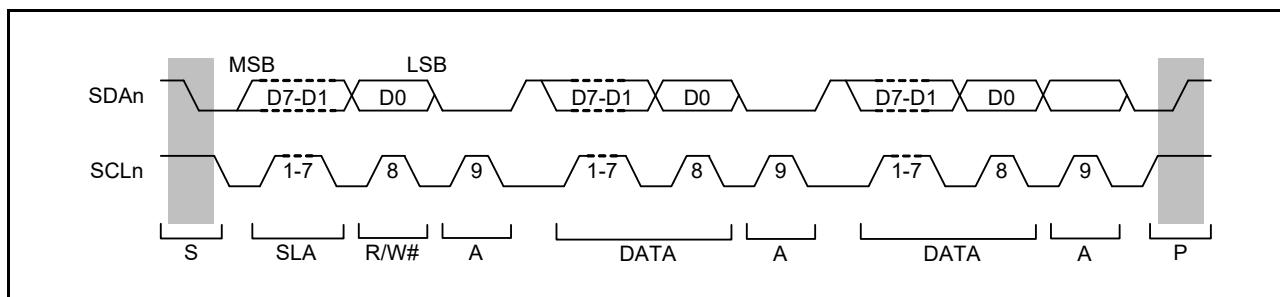 MSB LSB
SDAn D7-D1 D0 D7-D1 D0 D7-D1 D0
SCLn 1-7 8 9 1-7 8 9 1-7 8 9
S SLA R/W# A DATA A DATA A P